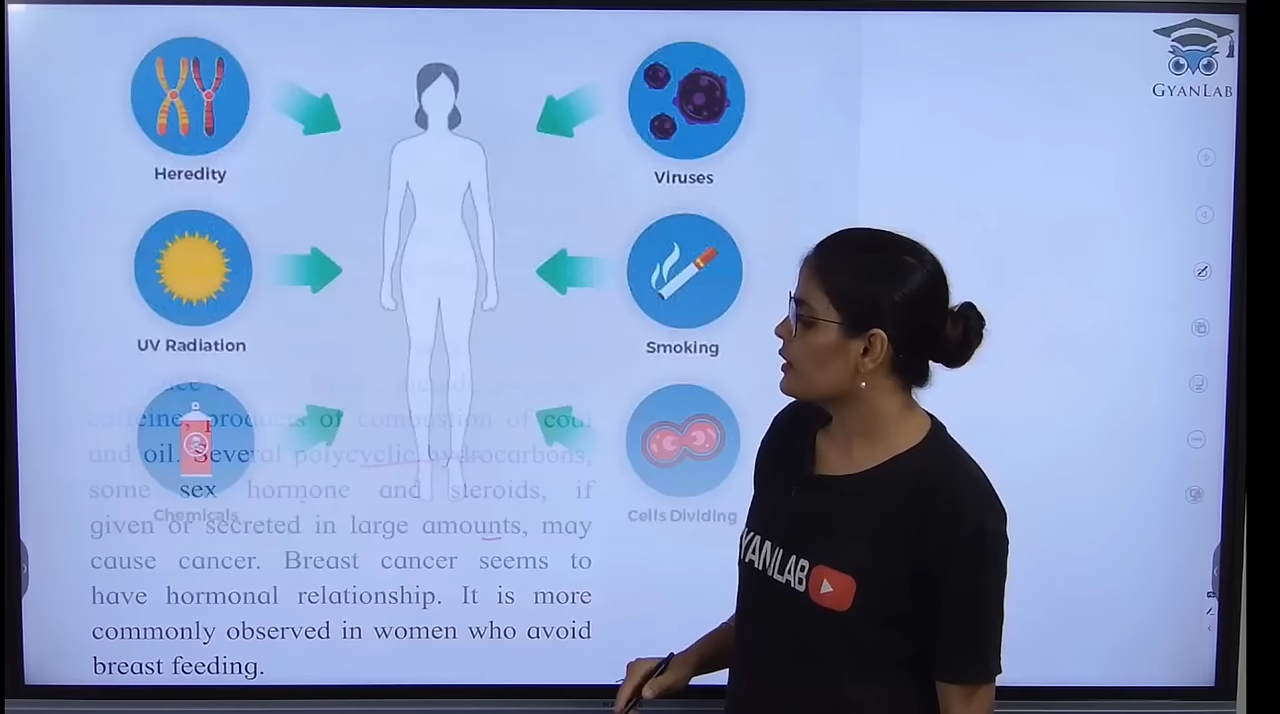 GYANLAB
Heredity
Viruses
UV Radiation
Smoking
caffeine, products of combustion of coal
and oil. Several polycyclic hydrocarbons,
some sex hormone and steroids, if
Chemicals
Cells Dividing
given or secreted in large amounts, may
cause cancer. Breast cancer seems to
have hormonal relationship. It is more
commonly observed in women who avoid
breast feeding.
YANLAB